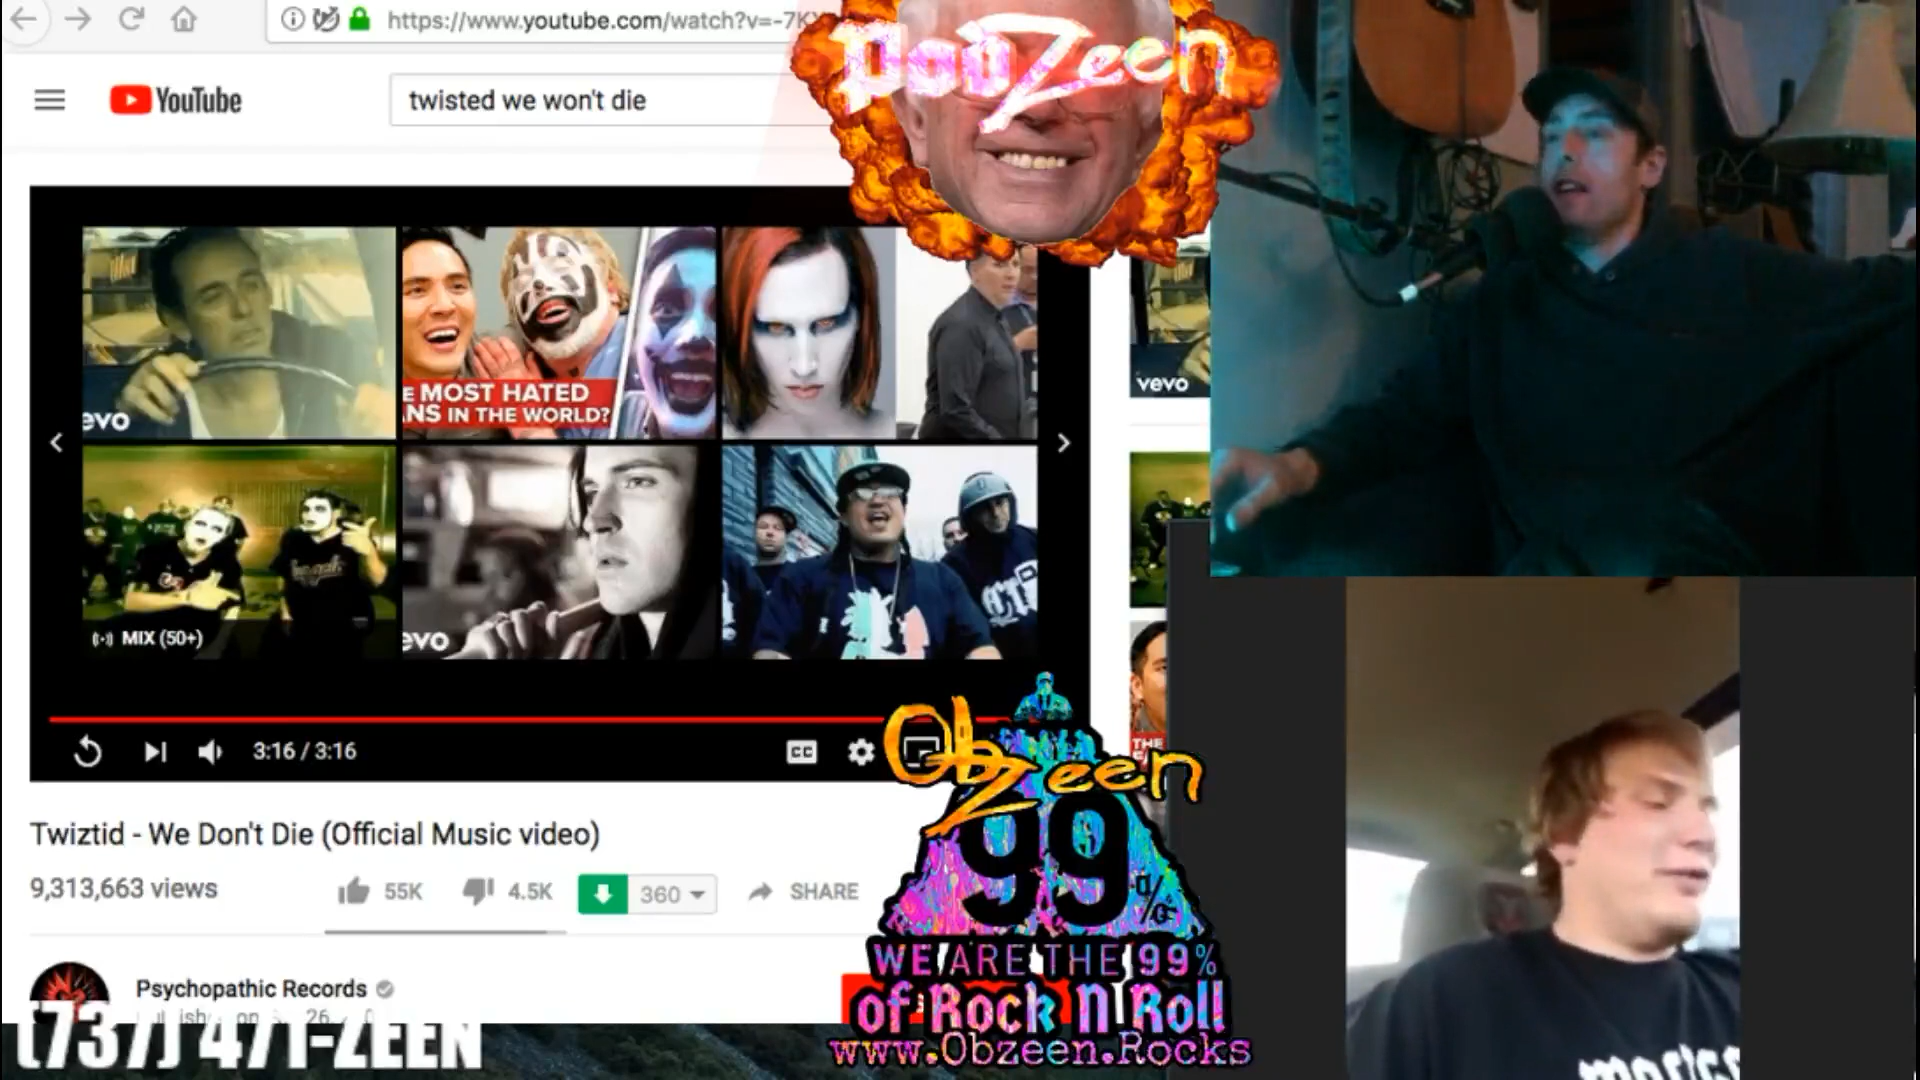 https://www.youtube.com/watch?v=-7K
YouTube
twisted we won't die
PobZeen
evo
E MOST HATED
NS IN THE WORLD?
vevo
MIX (50+)
evo
3:16 / 3:16
CC
THE
ObZeen
99%
Twiztid - We Don't Die (Official Music video)
9,313,663 views
55K
4.5K
360
SHARE
WE ARE THE 99%
of Rock N Roll
www.Obzeen.Rocks
Psychopathic Records
(737) 471-ZEEN